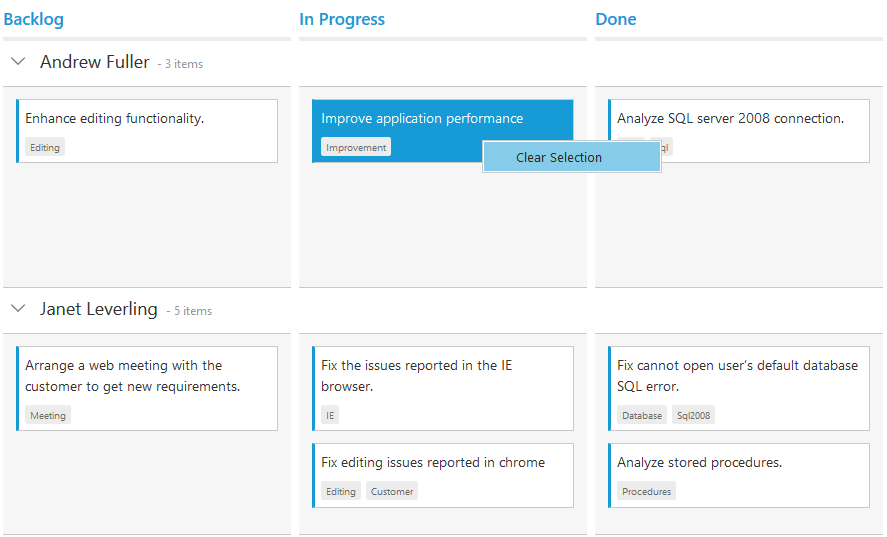 Backlog
In Progress
Done
Andrew Fuller - 3 items
Enhance editing functionality.
Editing
Improve application performance
Improvement
Clear Selection
Analyze SQL server 2008 connection.
Janet Leverling - 5 items
Arrange a web meeting with the
customer to get new requirements.
Meeting
Fix the issues reported in the IE
browser.
IE
Fix editing issues reported in chrome
Editing Customer
Fix cannot open user’s default database
SQL error.
Database Sql2008
Analyze stored procedures.
Procedures